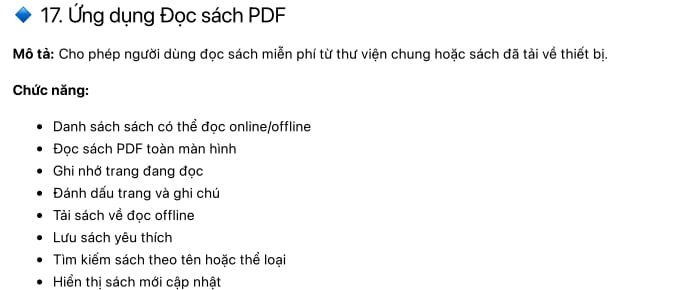 17. Ứng dụng Đọc sách PDF
Mô tả: Cho phép người dùng đọc sách miễn phí từ thư viện chung hoặc sách đã tải về thiết bị.
Chức năng:
Danh sách sách có thể đọc online/offline
Đọc sách PDF toàn màn hình
Ghi nhớ trang đang đọc
Đánh dấu trang và ghi chú
Tải sách về đọc offline
Lưu sách yêu thích
Tìm kiếm sách theo tên hoặc thể loại
Hiển thị sách mới cập nhật